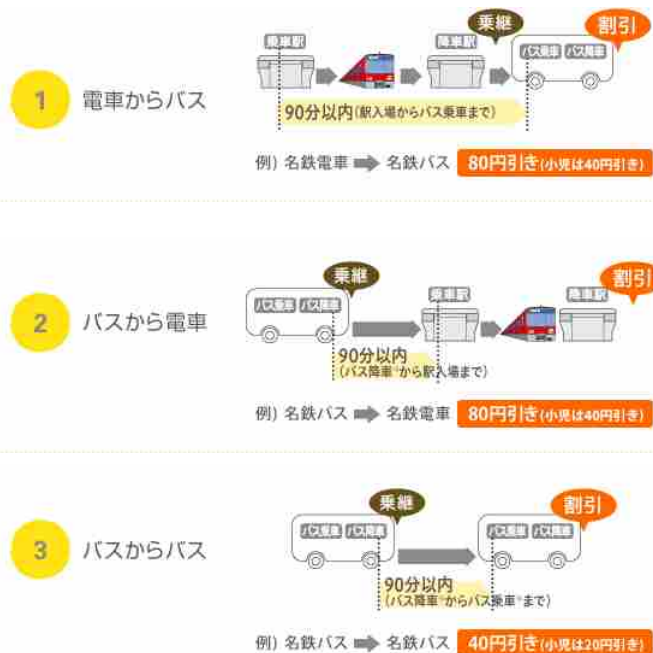 乗継
割引
乗車駅
降車駅
バス乗車 バス降車
1 電車からバス
90分以内(駅入場からバス乗車まで)
例) 名鉄電車 ➡ 名鉄バス 80円引き(小児は40円引き)
乗継
割引
バス乗車 バス降車
乗車駅
降車駅
2 バスから電車
90分以内
(バス降車※から駅入場まで)
例) 名鉄バス ➡ 名鉄電車 80円引き(小児は40円引き)
乗継
割引
バス乗車 バス降車
バス乗車 バス降車
3 バスからバス
90分以内
(バス降車※からバス乗車※まで)
例) 名鉄バス ➡ 名鉄バス 40円引き(小児は20円引き)